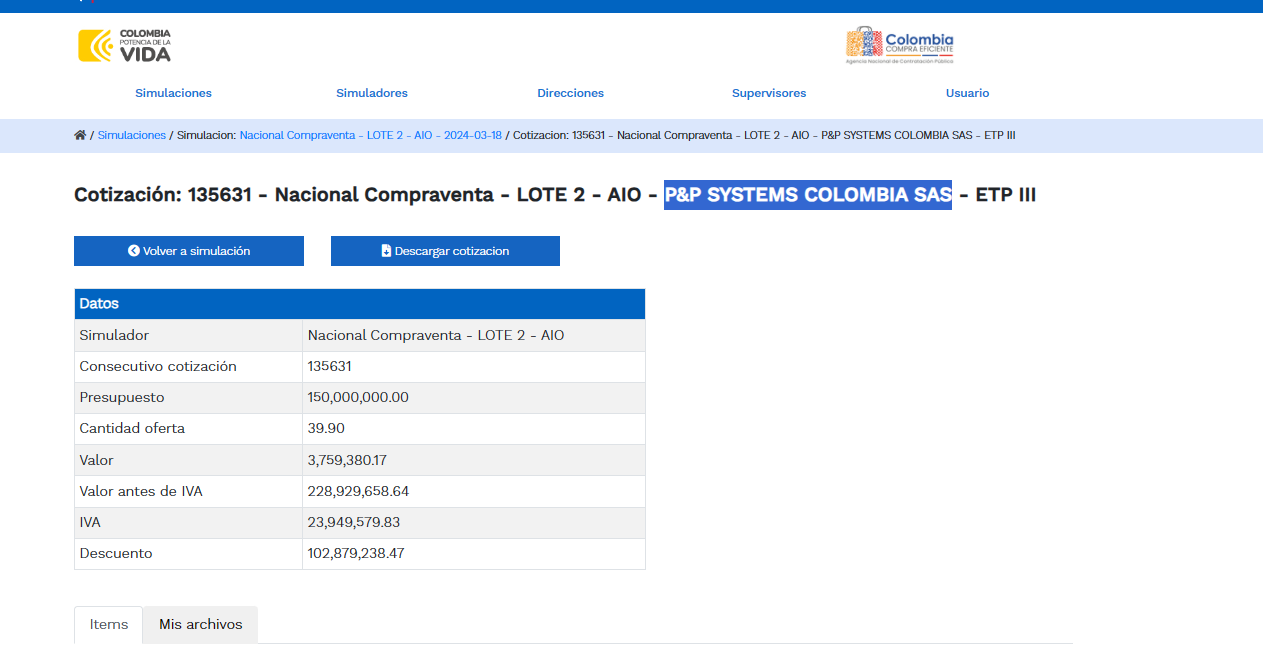 COLOMBIA
POTENCIA DE LA
VIDA
Colombia
COMPRA EFICIENTE
Agencia Nacional de Contratación Pública
Simulaciones Simuladores Direcciones Supervisores Usuario
/ Simulaciones / Simulacion: Nacional Compraventa - LOTE 2 - AIO - 2024-03-18 / Cotizacion: 135631 - Nacional Compraventa - LOTE 2 - AIO - P&P SYSTEMS COLOMBIA SAS - ETP III
Cotización: 135631 - Nacional Compraventa - LOTE 2 - AIO - P&P SYSTEMS COLOMBIA SAS - ETP III
Volver a simulación Descargar cotizacion
Datos
Simulador Nacional Compraventa - LOTE 2 - AIO
Consecutivo cotización 135631
Presupuesto 150,000,000.00
Cantidad oferta 39.90
Valor 3,759,380.17
Valor antes de IVA 228,929,658.64
IVA 23,949,579.83
Descuento 102,879,238.47
Items Mis archivos